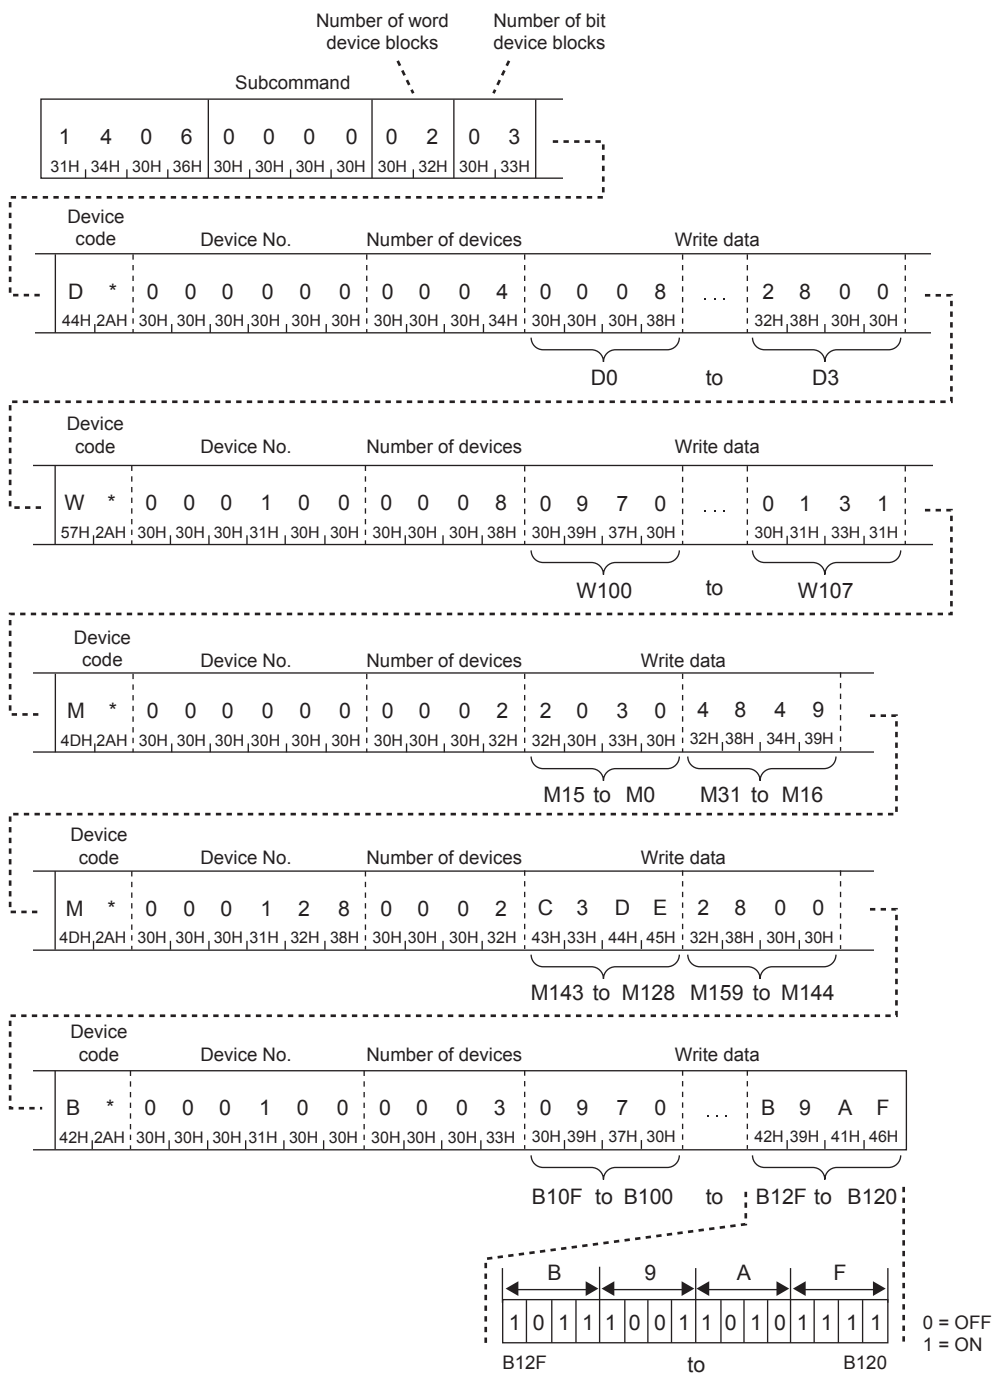 Number of word Number of bit
device blocks device blocks
Subcommand
1 4 0 6 0 0 0 0 0 2 0 3
31H 34H 30H 36H 30H 30H 30H 30H 30H 32H 30H 33H
Device
code Device No. Number of devices Write data
D * 0 0 0 0 0 0 0 0 0 4 0 0 0 8 ... 2 8 0 0
44H 2AH 30H 30H 30H 30H 30H 30H 30H 30H 30H 34H 30H 30H 30H 38H 32H 38H 30H 30H
D0 to D3
Device
code Device No. Number of devices Write data
W * 0 0 0 1 0 0 0 0 0 8 0 9 7 0 ... 0 1 3 1
57H 2AH 30H 30H 30H 31H 30H 30H 30H 30H 30H 38H 30H 39H 37H 30H 30H 31H 33H 31H
W100 to W107
Device
code Device No. Number of devices Write data
M * 0 0 0 0 0 0 0 0 0 2 2 0 3 0 4 8 4 9
4DH 2AH 30H 30H 30H 30H 30H 30H 30H 30H 30H 32H 32H 30H 33H 30H 32H 38H 34H 39H
M15 to M0 M31 to M16
Device
code Device No. Number of devices Write data
M * 0 0 0 1 2 8 0 0 0 2 C 3 D E 2 8 0 0
4DH 2AH 30H 30H 30H 31H 32H 38H 30H 30H 30H 32H 43H 33H 44H 45H 32H 38H 30H 30H
M143 to M128 M159 to M144
Device
code Device No. Number of devices Write data
B * 0 0 0 1 0 0 0 0 0 3 0 9 7 0 ... B 9 A F
42H 2AH 30H 30H 30H 31H 30H 30H 30H 30H 30H 33H 30H 39H 37H 30H 42H 39H 41H 46H
B10F to B100 to B12F to B120
B 9 A F
1 0 1 1 1 0 0 1 1 0 1 0 1 1 1 1 0 = OFF
1 = ON
B12F to B120